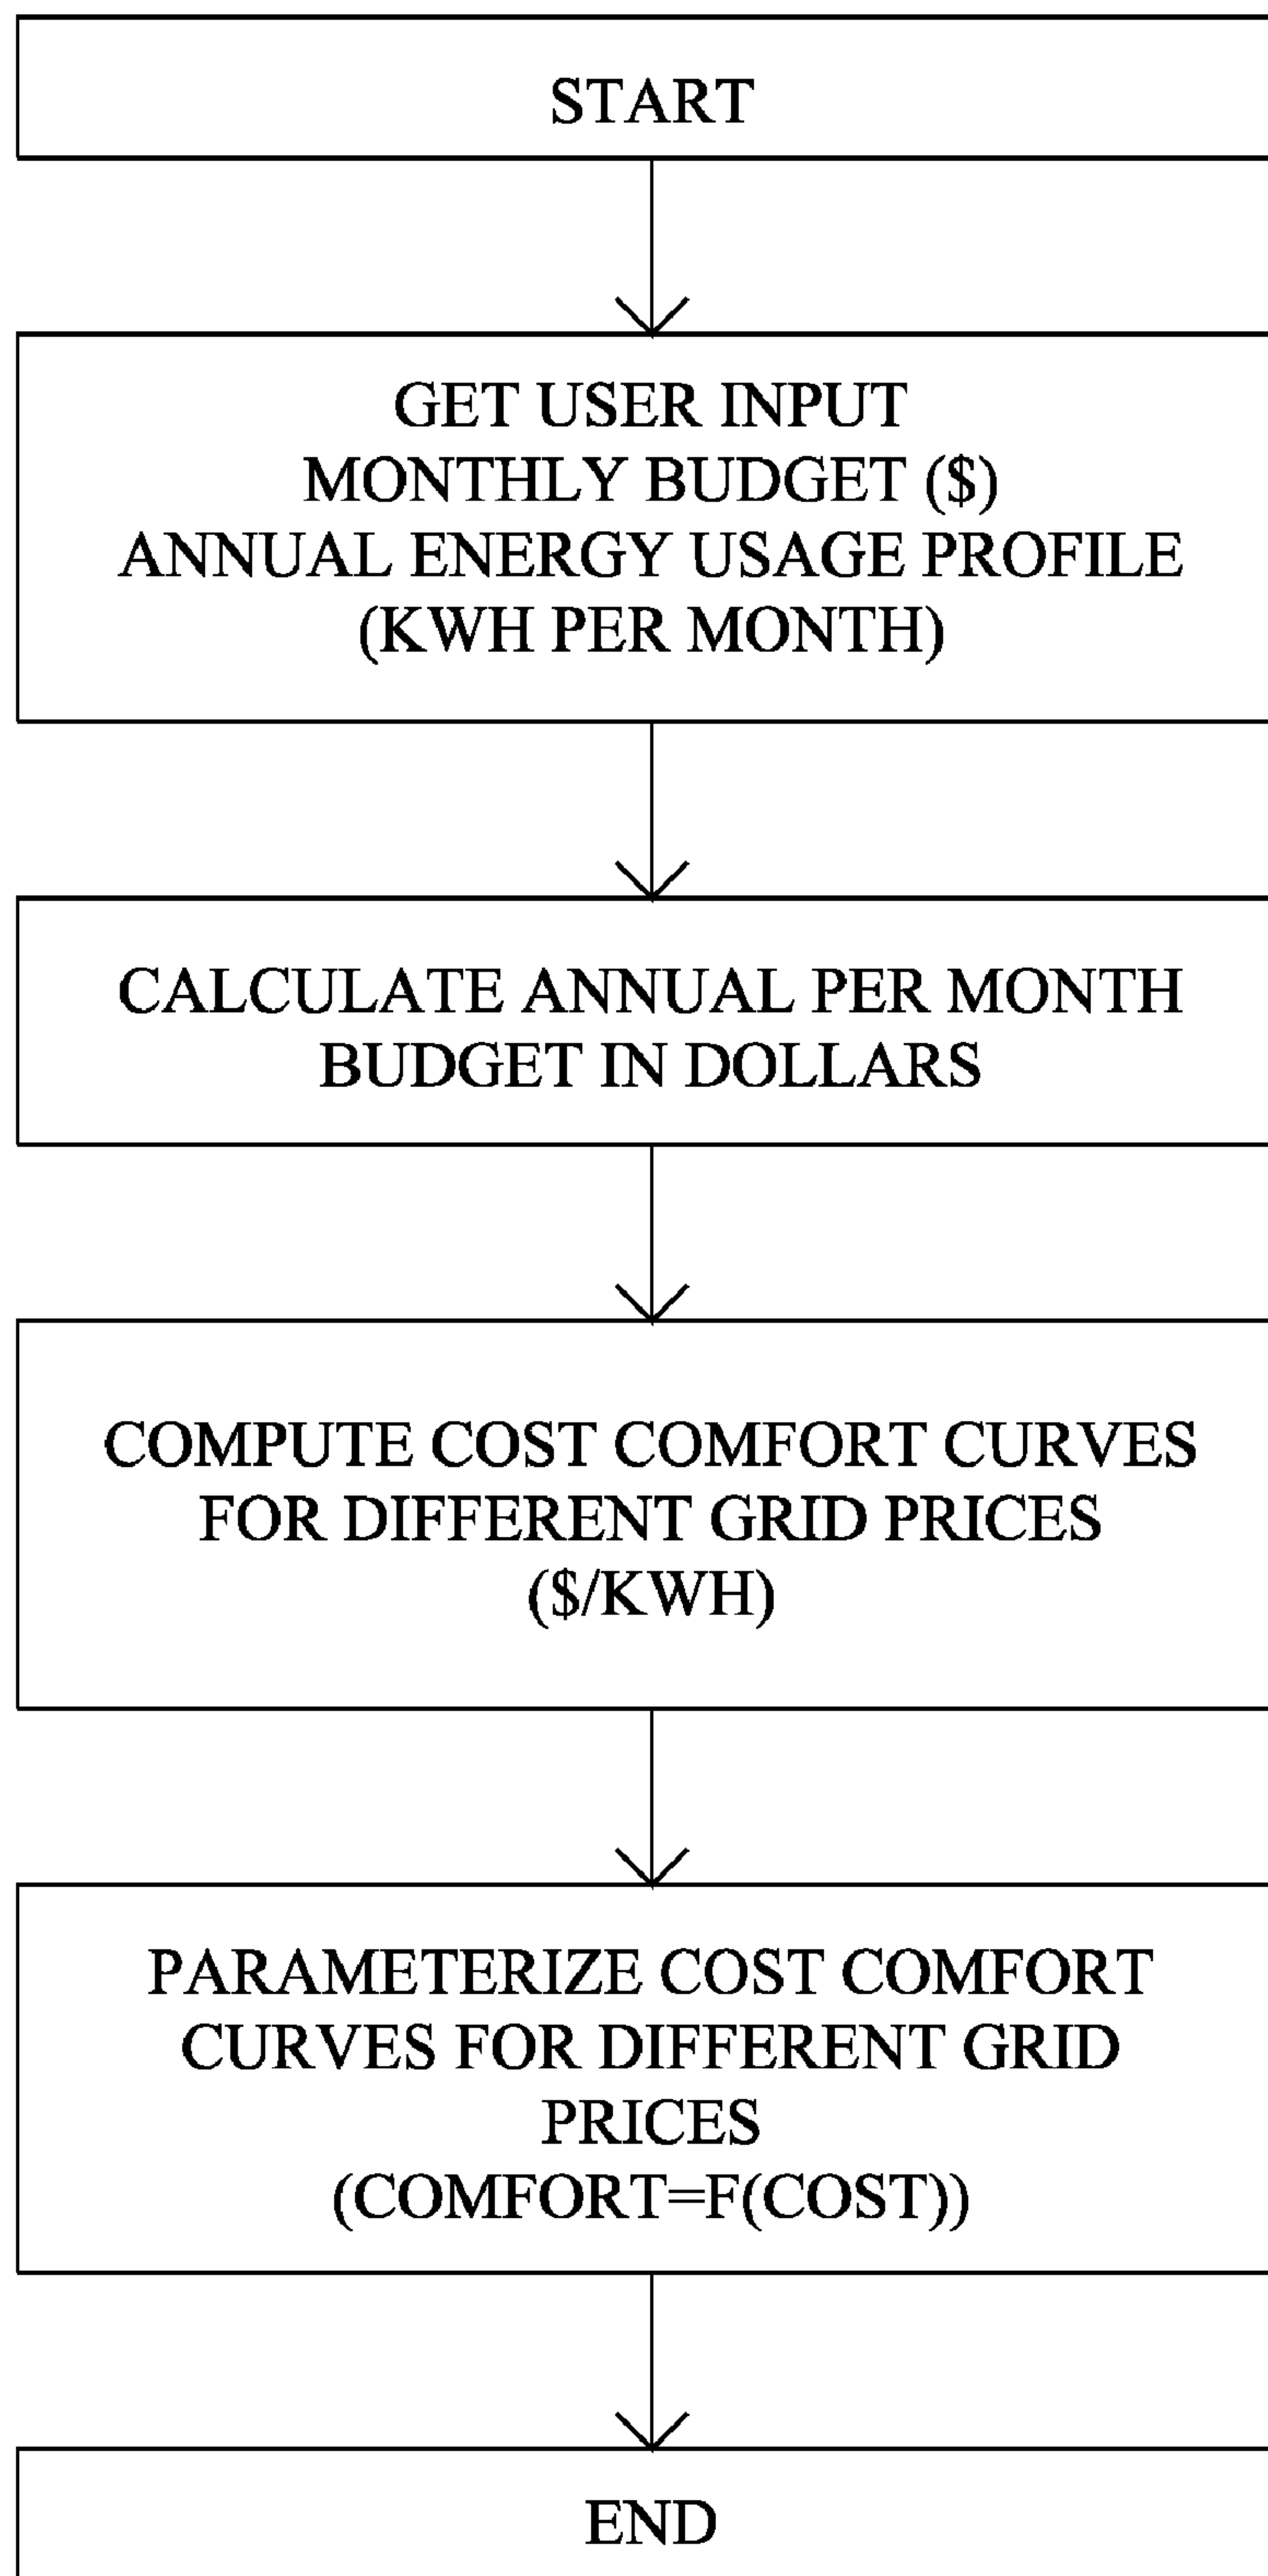 START
GET USER INPUT
MONTHLY BUDGET ($)
ANNUAL ENERGY USAGE PROFILE
(KWH PER MONTH)
CALCULATE ANNUAL PER MONTH
BUDGET IN DOLLARS
COMPUTE COST COMFORT CURVES
FOR DIFFERENT GRID PRICES
($/KWH)
PARAMETERIZE COST COMFORT
CURVES FOR DIFFERENT GRID
PRICES
(COMFORT=F(COST))
END